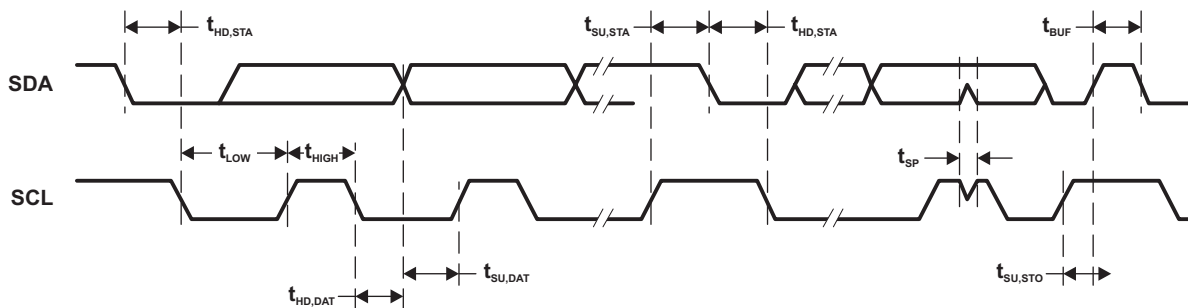 tHD,STA
tSU,STA
tHD,STA
tBUF
SDA
tLOW
tHIGH
tSP
SCL
tSU,DAT
tSU,STO
tHD,DAT